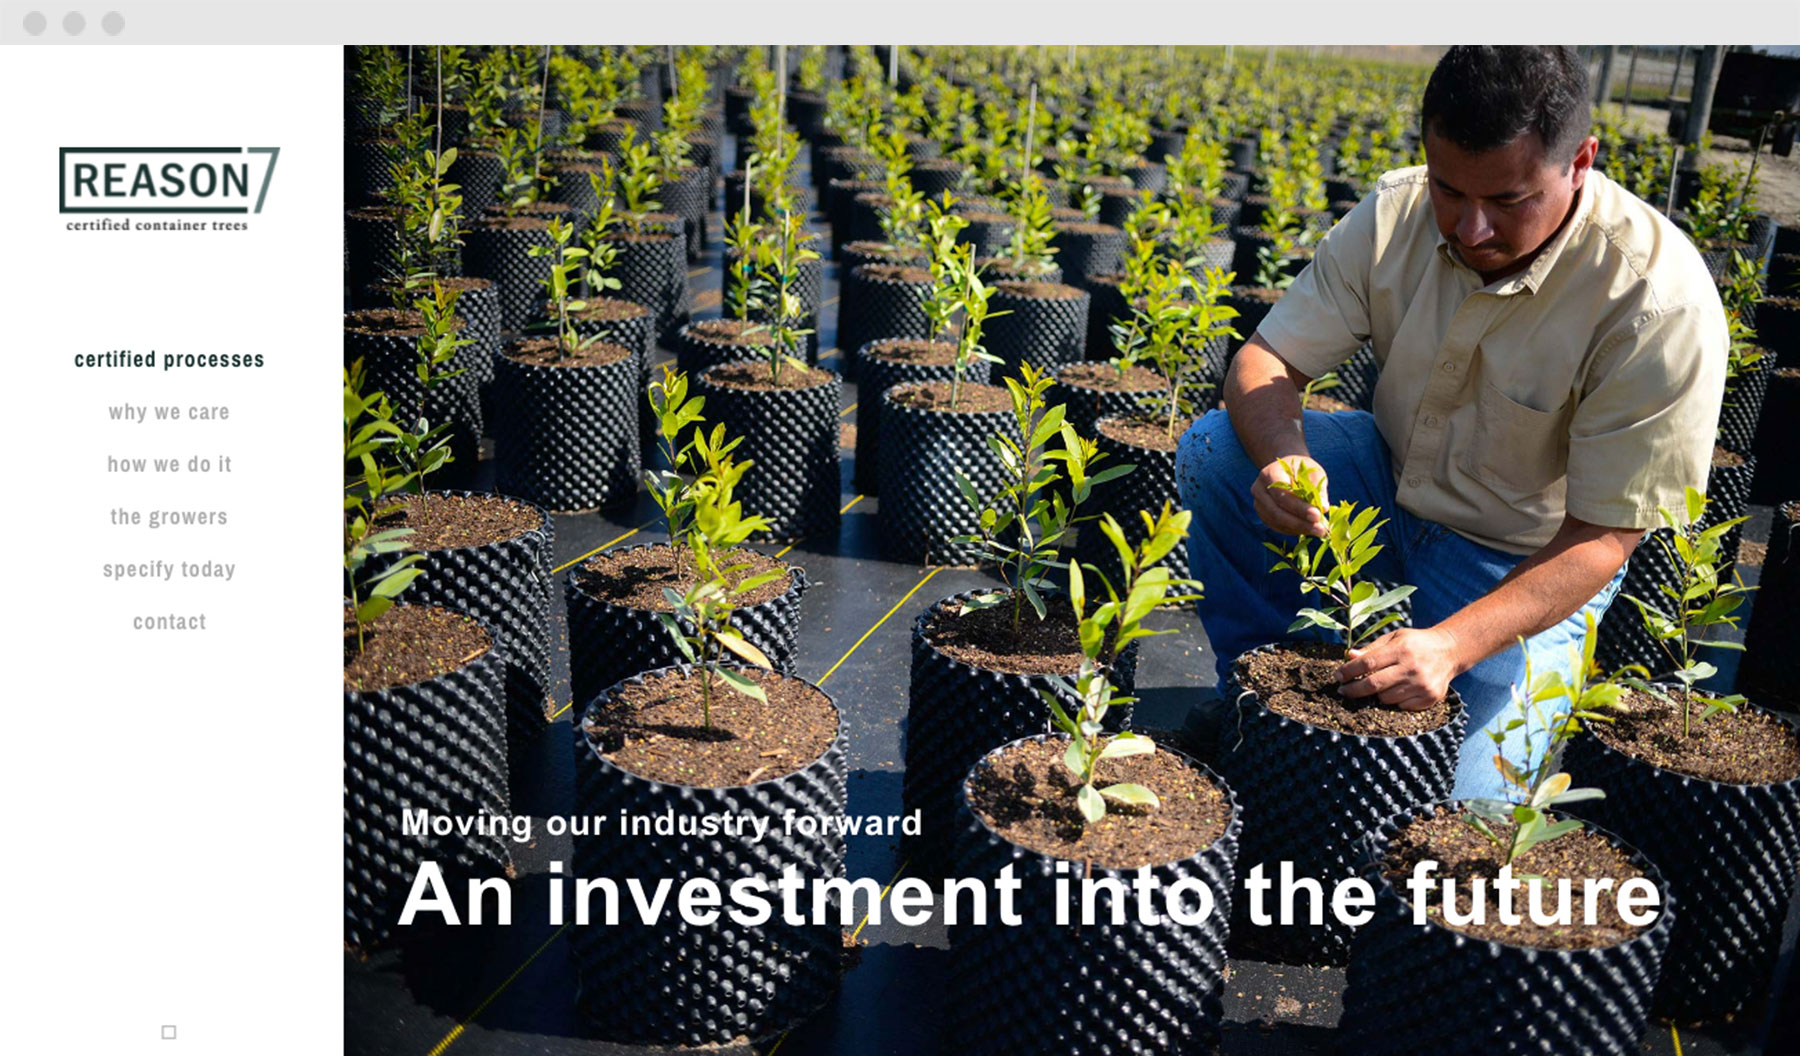 REASON 7
certified container trees
certified processes
why we care
how we do it
the growers
specify today
contact
Moving our industry forward
An investment into the future